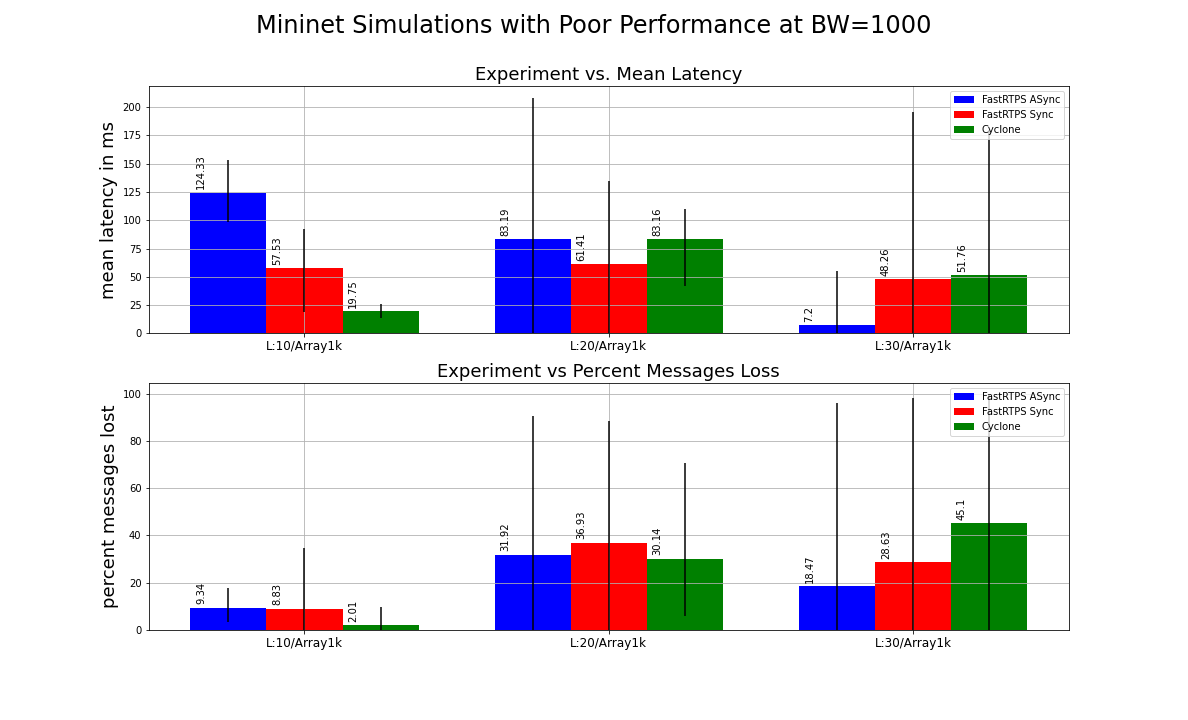 Mininet Simulations with Poor Performance at BW=1000
Experiment vs. Mean Latency
mean latency in ms
200
175
150
125
100
75
50
25
0
124.33
57.53
19.75
83.19
61.41
83.16
7.2
48.26
51.76
FastRTPS ASync
FastRTPS Sync
Cyclone
L:10/Array1k
L:20/Array1k
L:30/Array1k
Experiment vs Percent Messages Loss
percent messages lost
100
80
60
40
20
0
9.34
8.83
2.01
31.92
36.93
30.14
18.47
28.63
45.1
FastRTPS ASync
FastRTPS Sync
Cyclone
L:10/Array1k
L:20/Array1k
L:30/Array1k